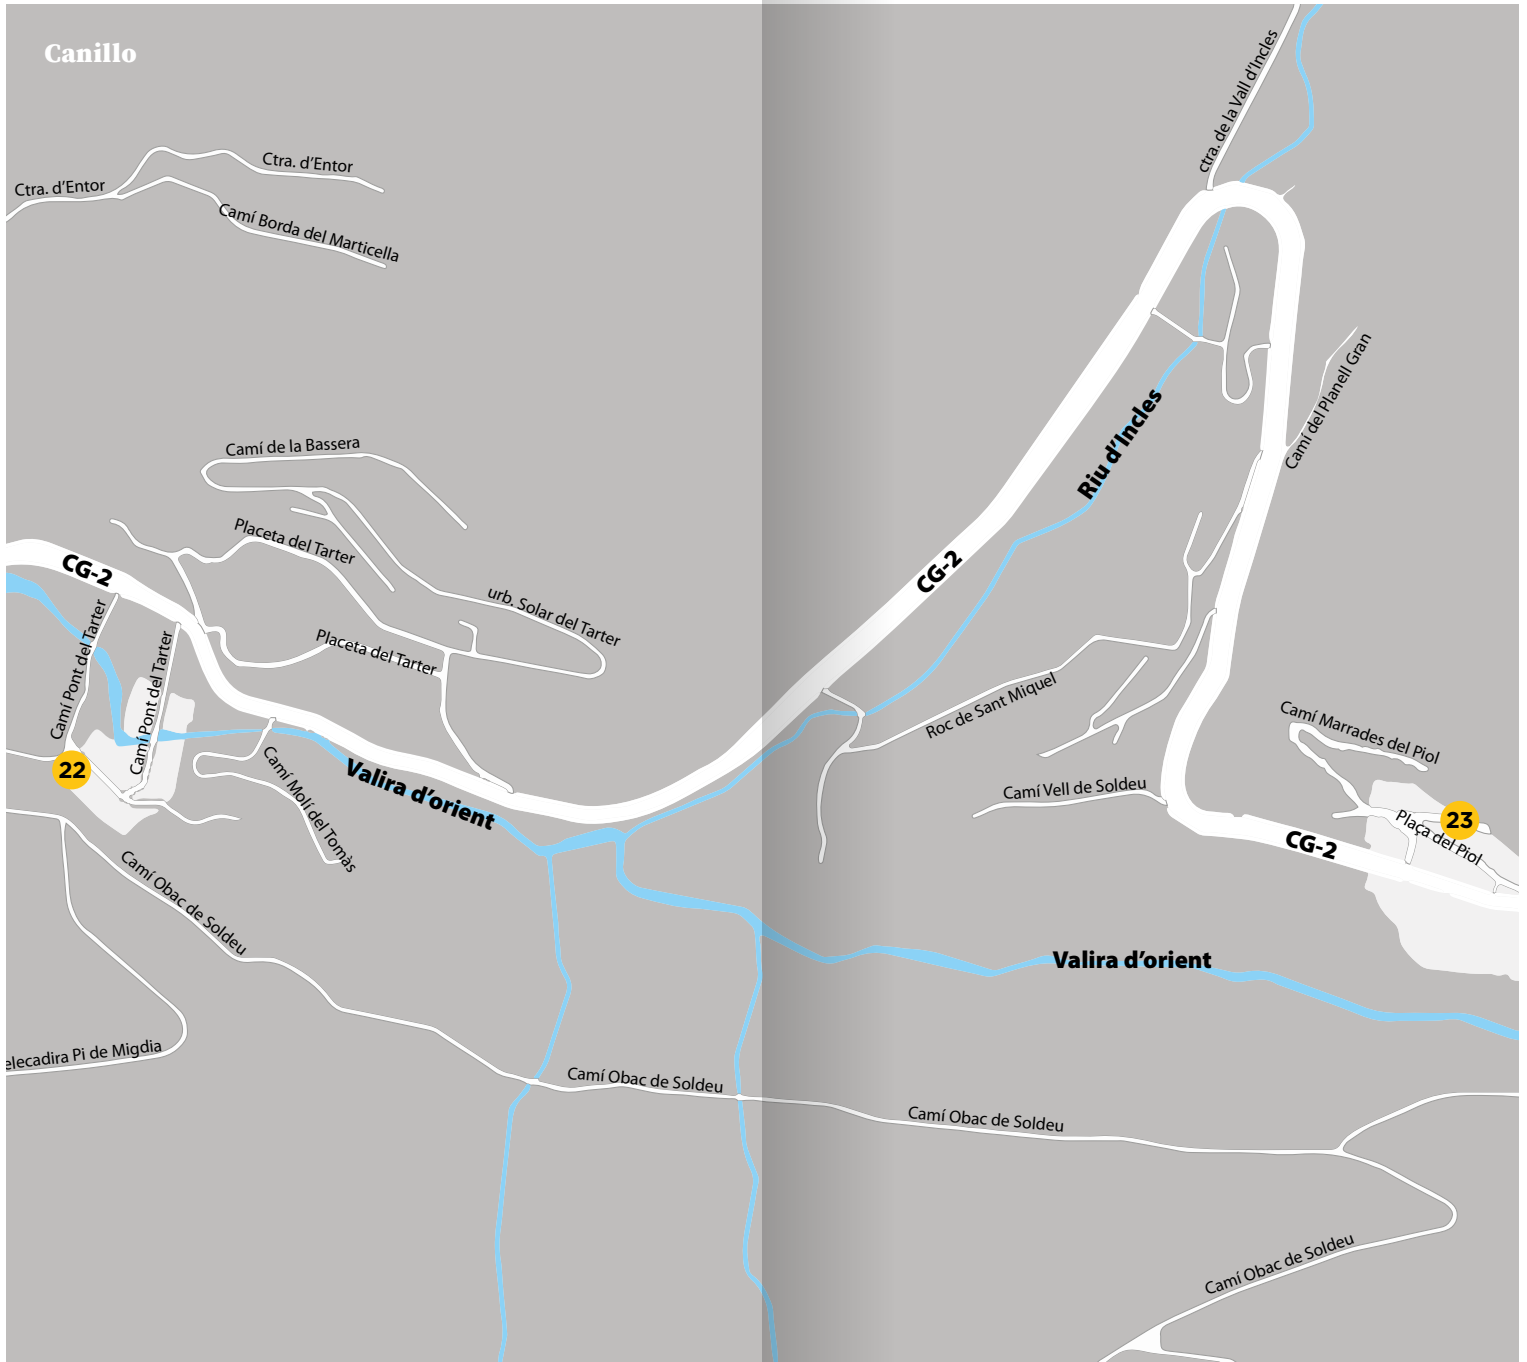 Canillo
ctra. de la Vall d'Incles
Ctra. d'Entor
Ctra. d'Entor
Camí Borda del Marticella
Camí del Planell Gran
Riu d'Incles
Camí de la Bassera
Placeta del Tarter
CG-2
CG-2
urb. Solar del Tarter
Camí Pont del Tarter
Camí Pont del Tarter
Placeta del Tarter
Roc de Sant Miquel
Camí Marrades del Piol
22
Camí Molí del Tomàs
Valira d'orient
Camí Vell de Soldeu
23
Plaça del Piol
CG-2
Camí Obac de Soldeu
Valira d'orient
elecadira Pi de Migdia
Camí Obac de Soldeu
Camí Obac de Soldeu
Camí Obac de Soldeu